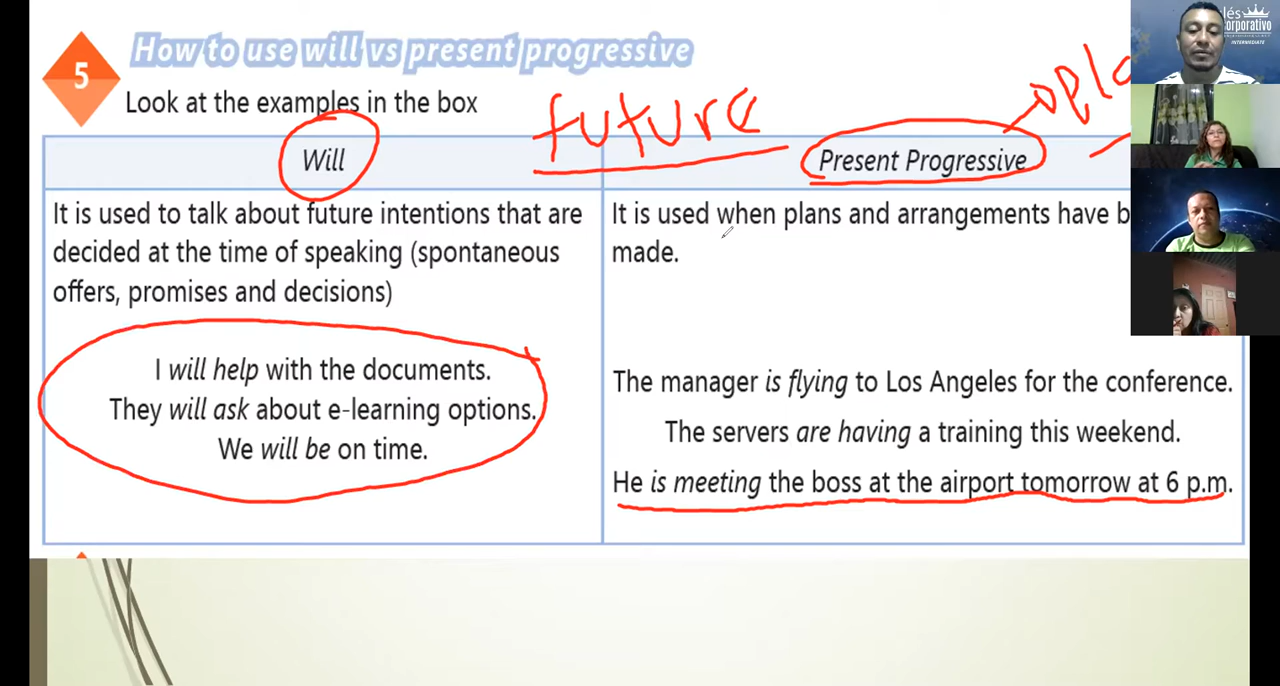 5
How to use will vs present progressive
Look at the examples in the box
future
Will
Present Progressive
It is used to talk about future intentions that are
decided at the time of speaking (spontaneous
offers, promises and decisions)
I will help with the documents.
They will ask about e-learning options.
We will be on time.
It is used when plans and arrangements have
made.
The manager is flying to Los Angeles for the conference.
The servers are having a training this weekend.
He is meeting the boss at the airport tomorrow at 6 p.m.
INTERMEDIATE